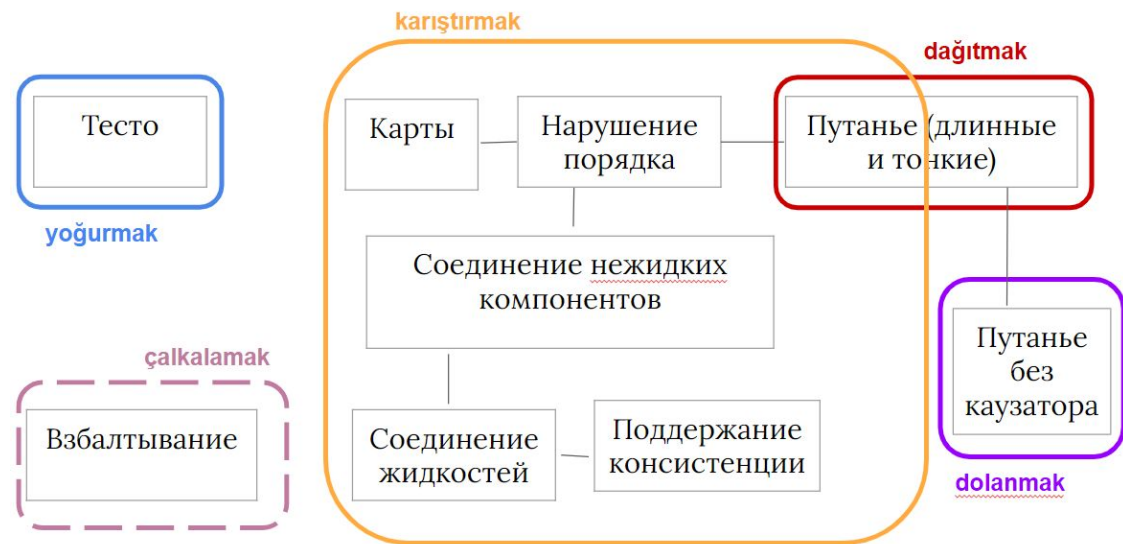 karıştırmak
dağıtmak
Тесто
Карты
Нарушение
порядка
Путанье (длинные
и тонкие)
yoğurmak
Соединение нежидких
компонентов
çalkalamak
Путанье
без
каузатора
Взбалтывание
Соединение
жидкостей
Поддержание
консистенции
dolanmak